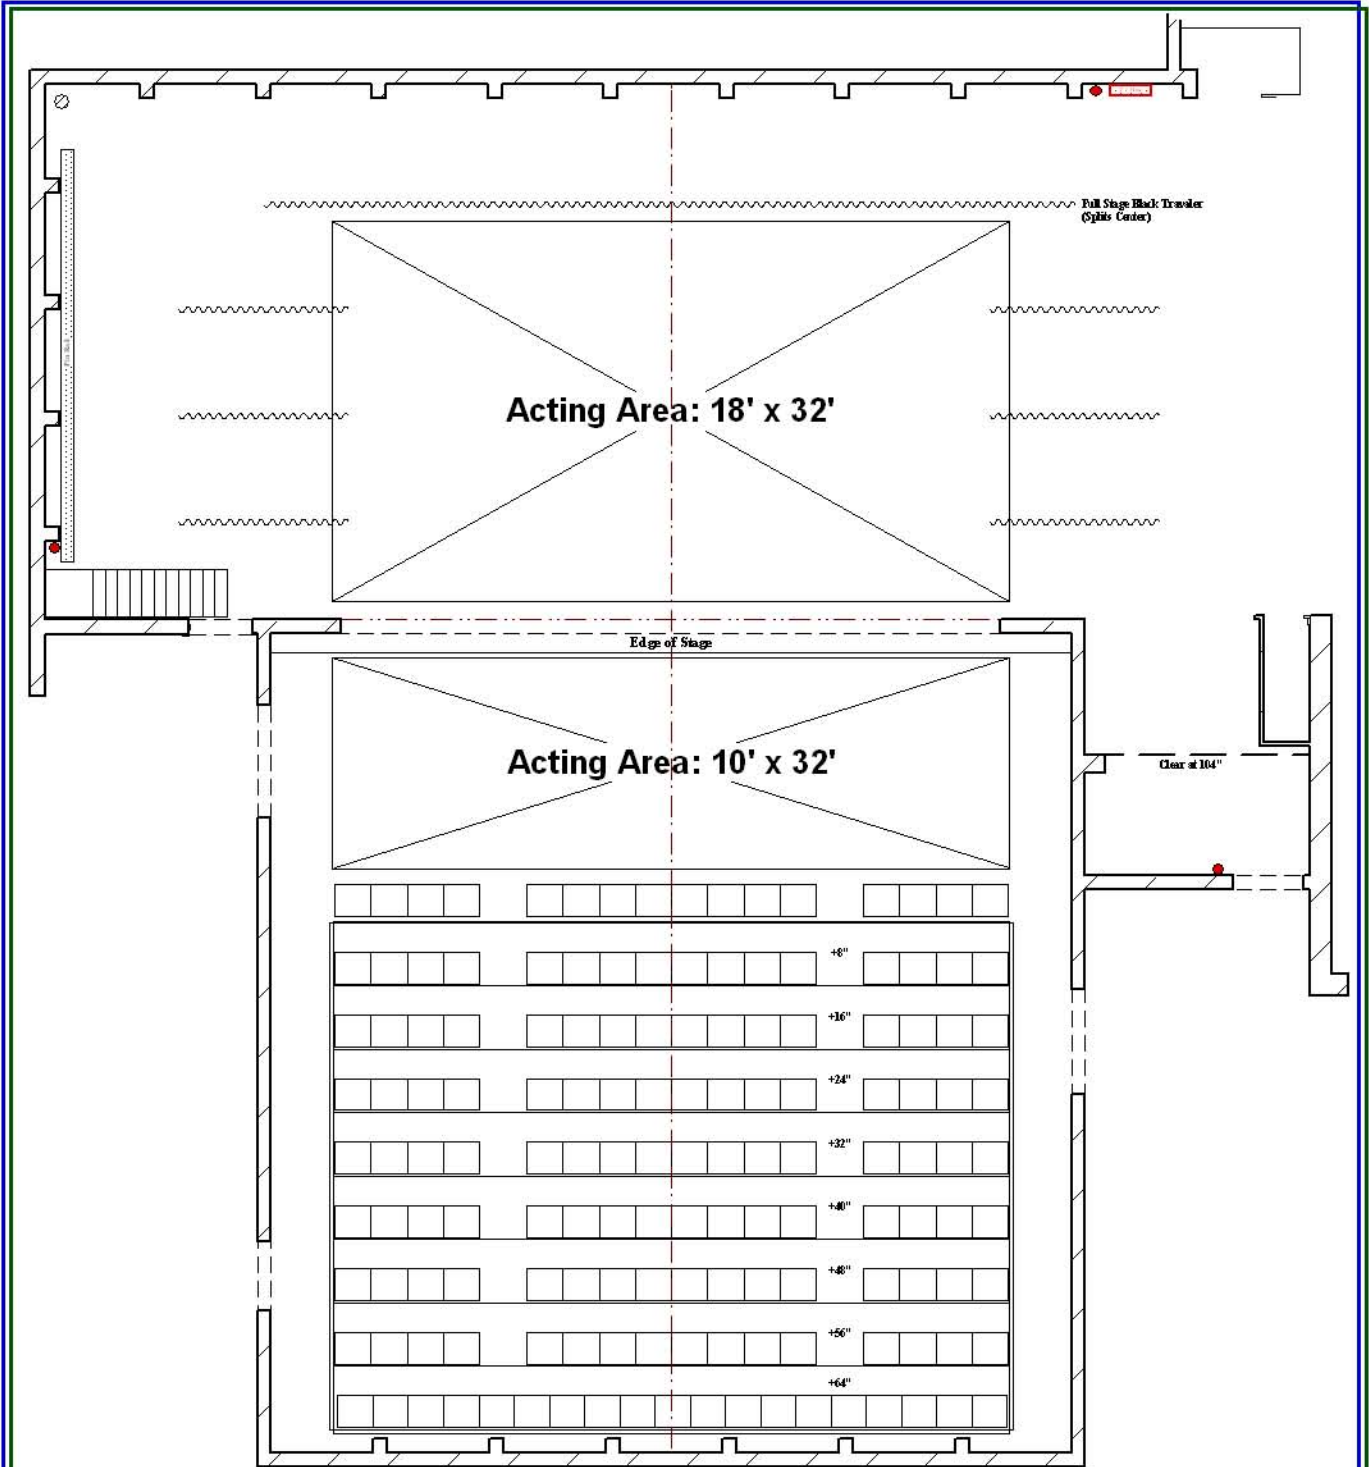 Full Stage Black Traveler
(Splits Center)
Acting Area: 18' x 32'
Edge of Stage
Acting Area: 10' x 32'
Clear at 104"
+8"
+16"
+24"
+32"
+40"
+48"
+56"
+64"